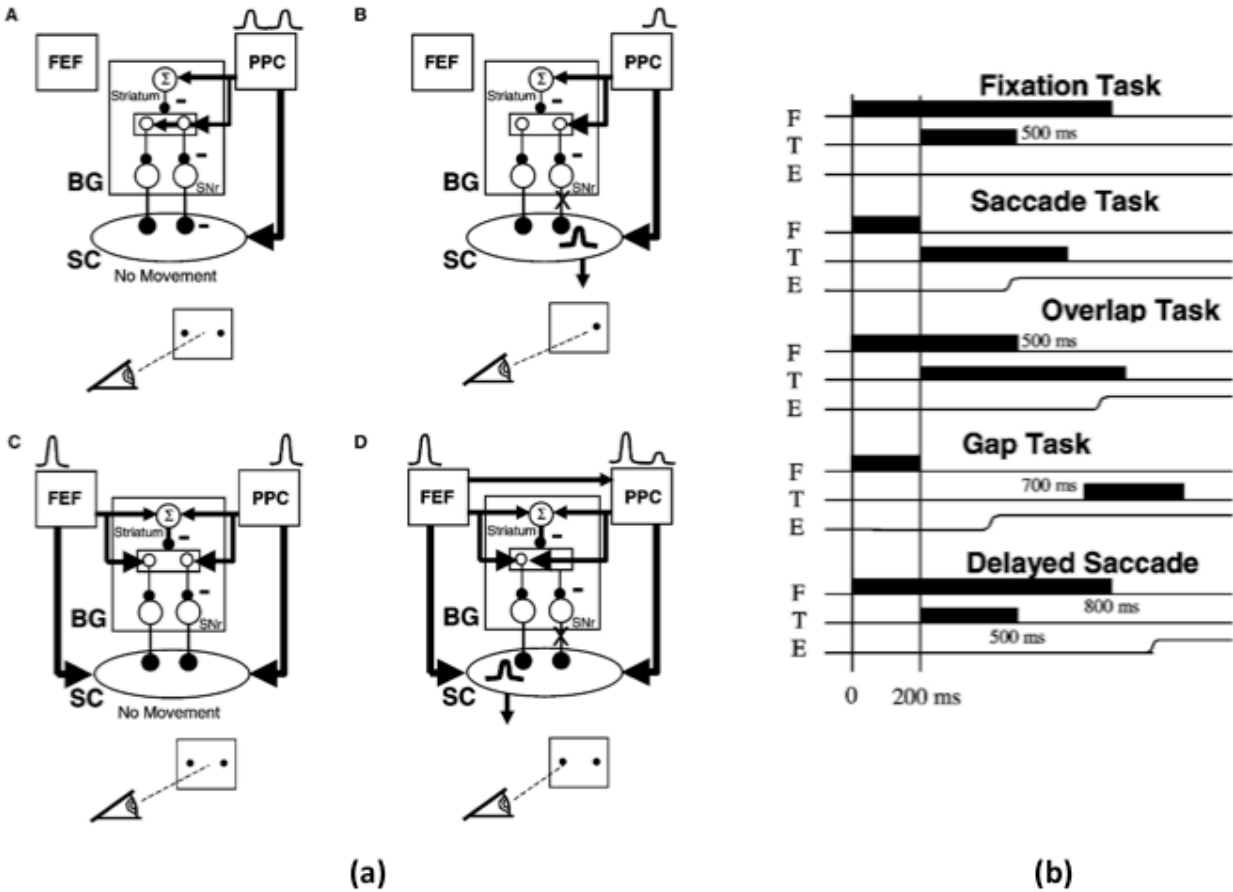 A
FEF
PPC
Σ
Striatum
-
-
BG
SNr
-
SC
No Movement
B
FEF
PPC
Σ
Striatum
-
-
BG
SNr
X
SC
C
FEF
PPC
Σ
Striatum
-
-
BG
SNr
SC
No Movement
D
FEF
PPC
Σ
Striatum
-
-
BG
SNr
X
SC
(a)
Fixation Task
F
T 500 ms
E
Saccade Task
F
T
E
Overlap Task
F 500 ms
T
E
Gap Task
F
T 700 ms
E
Delayed Saccade
F 800 ms
T
E 500 ms
0 200 ms
(b)